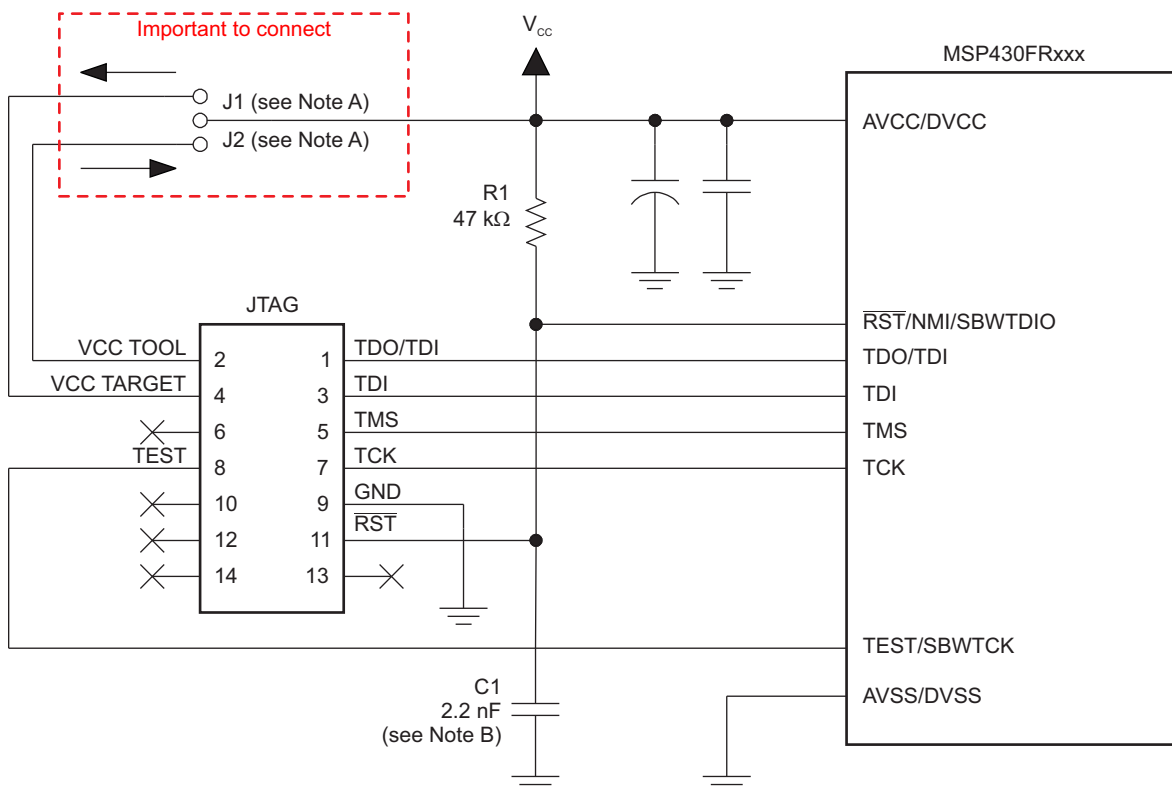 Important to connect
VCC
MSP430FRxxx
J1 (see Note A)
J2 (see Note A)
AVCC/DVCC
R1
47 kΩ
JTAG
RST/NMI/SBWTDIO
VCC TOOL
2
1
TDO/TDI
TDO/TDI
VCC TARGET
4
3
TDI
TDI
6
5
TMS
TMS
TEST
8
7
TCK
TCK
10
9
GND
12
11
RST
14
13
TEST/SBWTCK
C1
2.2 nF
(see Note B)
AVSS/DVSS